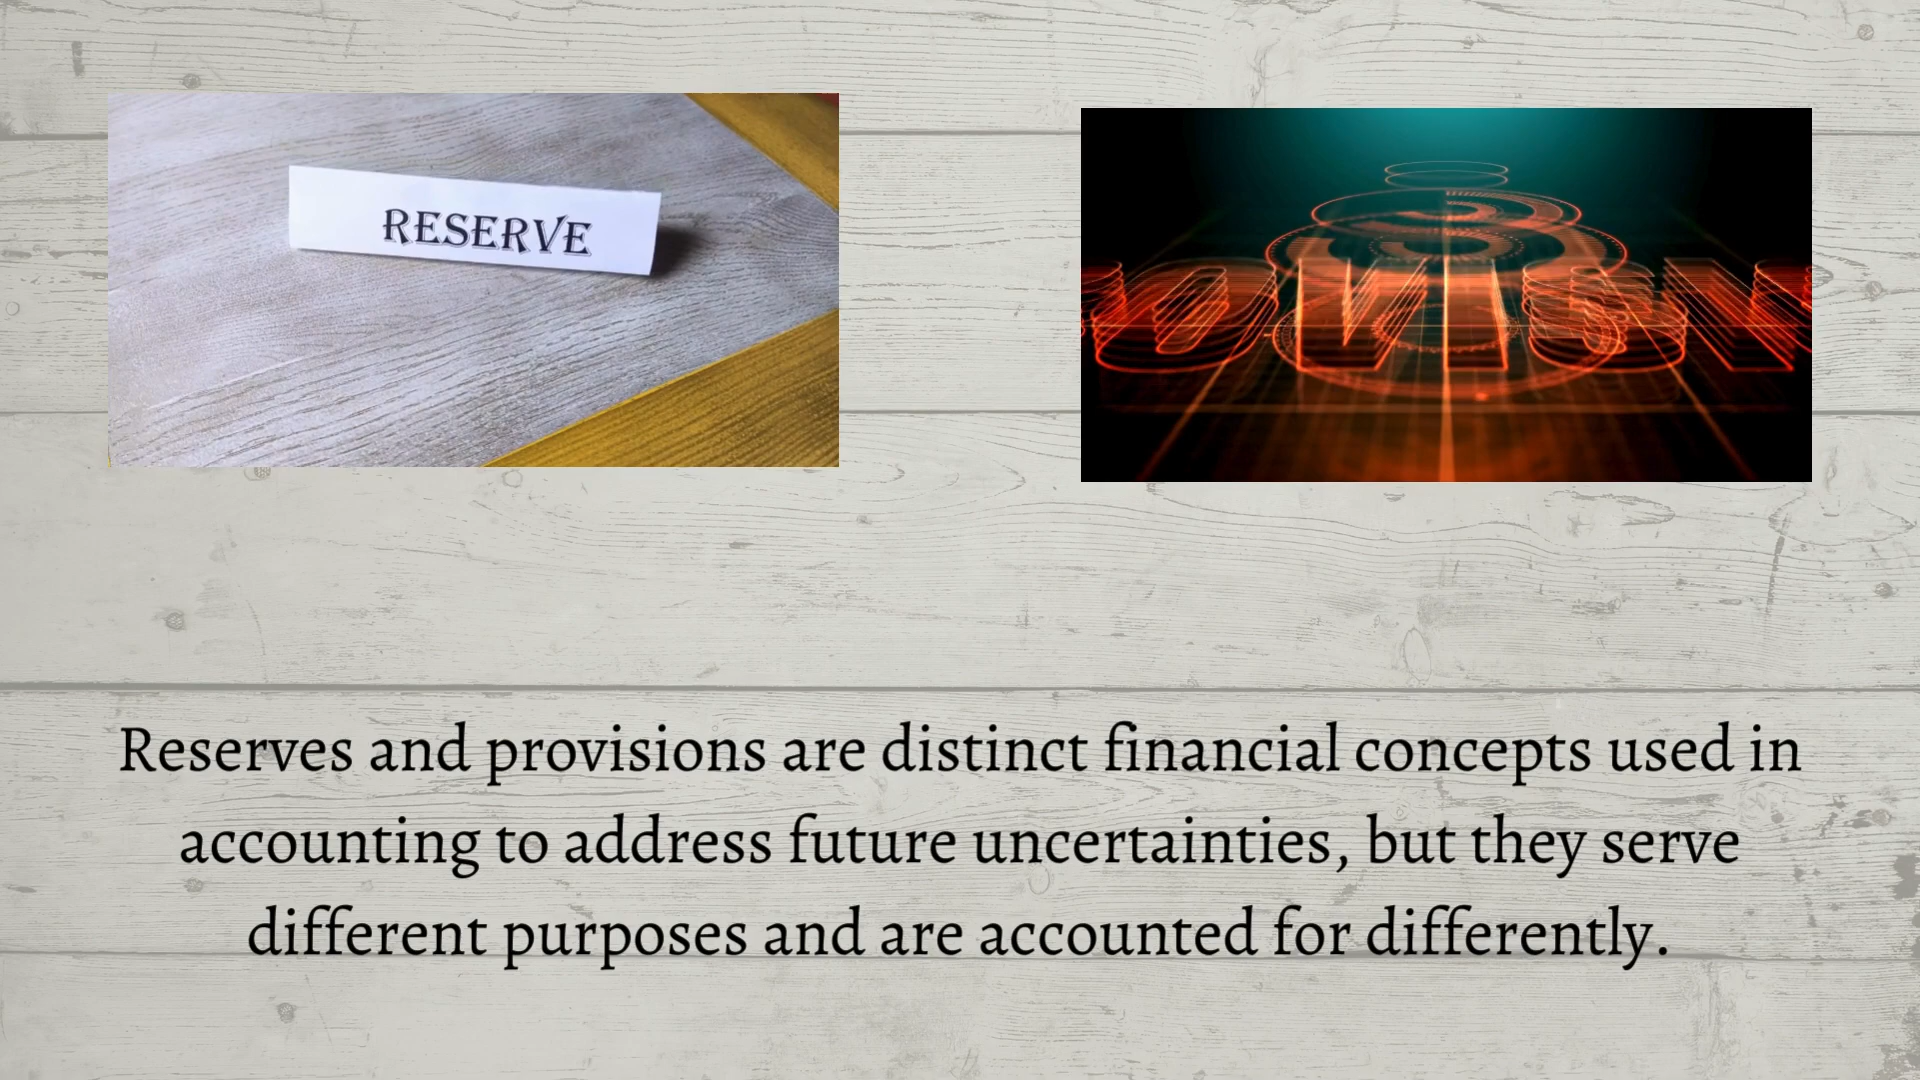 RESERVE
Reserves and provisions are distinct financial concepts used in
accounting to address future uncertainties, but they serve
different purposes and are accounted for differently.